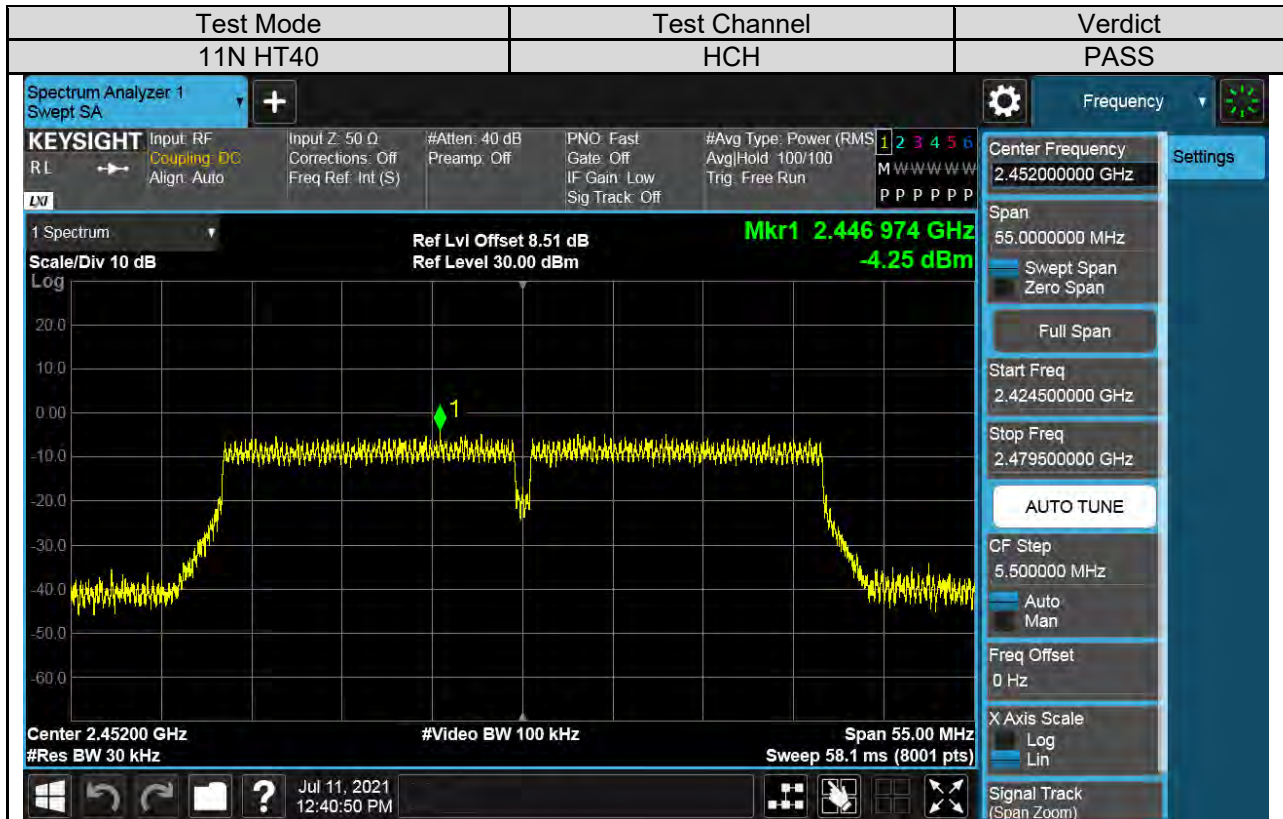 Test Mode Test Channel Verdict
11N HT40 HCH PASS
Spectrum Analyzer 1
Swept SA
+
Frequency
KEYSIGHT
RL
LXI
Input: RF
Coupling: DC
Align: Auto
Input Z: 50 Ω
Corrections: Off
Freq Ref: Int (S)
#Atten: 40 dB
Preamp: Off
PNO: Fast
Gate: Off
IF Gain: Low
Sig Track: Off
#Avg Type: Power (RMS
Avg|Hold: 100/100
Trig: Free Run
1 2 3 4 5 6
M W W W W W
P P P P P P
1 Spectrum
Scale/Div 10 dB
Ref Lvl Offset 8.51 dB
Ref Level 30.00 dBm
Mkr1 2.446 974 GHz
-4.25 dBm
Log
20.0
10.0
0.00
-10.0
-20.0
-30.0
-40.0
-50.0
-60.0
1
Center 2.45200 GHz
#Res BW 30 kHz
#Video BW 100 kHz
Span 55.00 MHz
Sweep 58.1 ms (8001 pts)
Center Frequency
2.452000000 GHz
Settings
Span
55.0000000 MHz
Swept Span
Zero Span
Full Span
Start Freq
2.424500000 GHz
Stop Freq
2.479500000 GHz
AUTO TUNE
CF Step
5.500000 MHz
Auto
Man
Freq Offset
0 Hz
X Axis Scale
Log
Lin
Signal Track
(Span Zoom)
?
Jul 11, 2021
12:40:50 PM